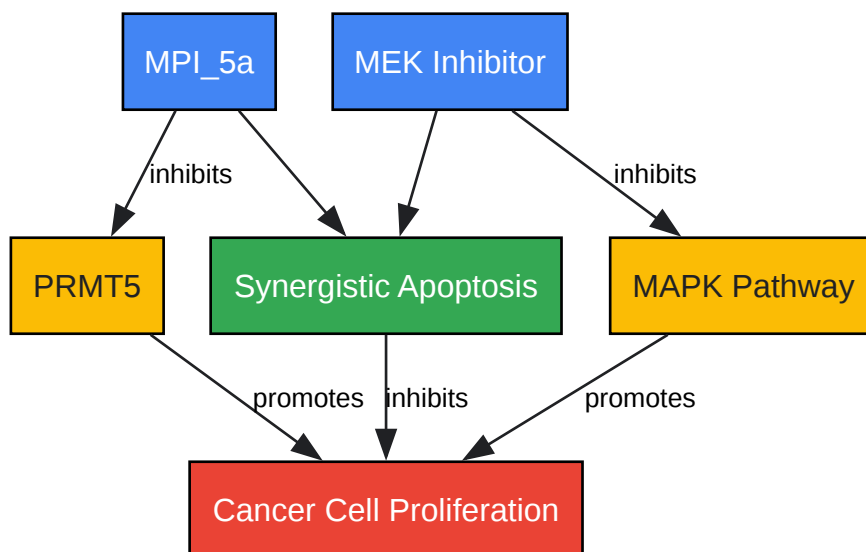 MPI_5a
MEK Inhibitor
inhibits
inhibits
PRMT5
Synergistic Apoptosis
MAPK Pathway
promotes
inhibits
promotes
Cancer Cell Proliferation